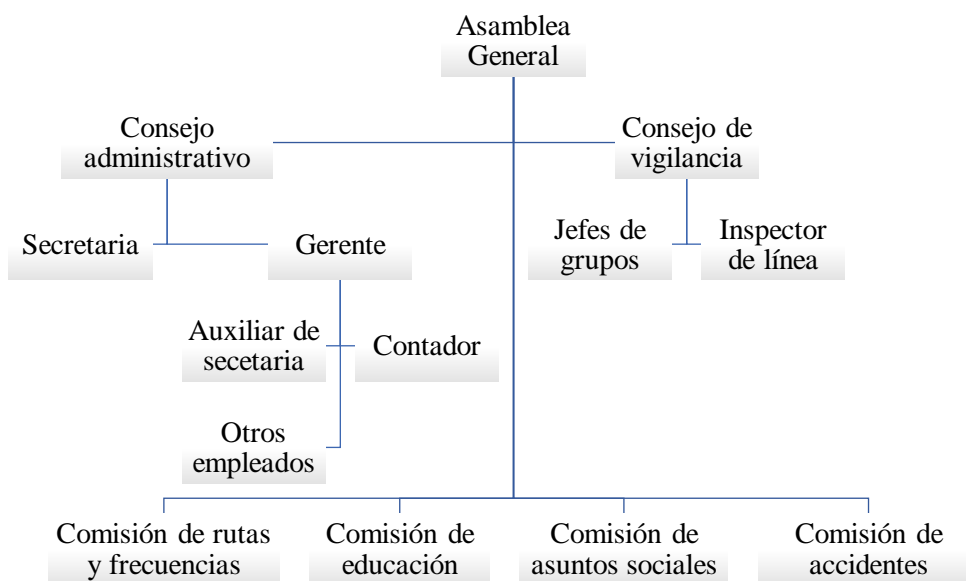 Asamblea
General
Consejo
administrativo
Consejo de
vigilancia
Secretaria
Gerente
Jefes de
grupos
Inspector
de línea
Auxiliar de
secetaria
Contador
Otros
empleados
Comisión de rutas
y frecuencias
Comisión de
educación
Comisión de
asuntos sociales
Comisión de
accidentes